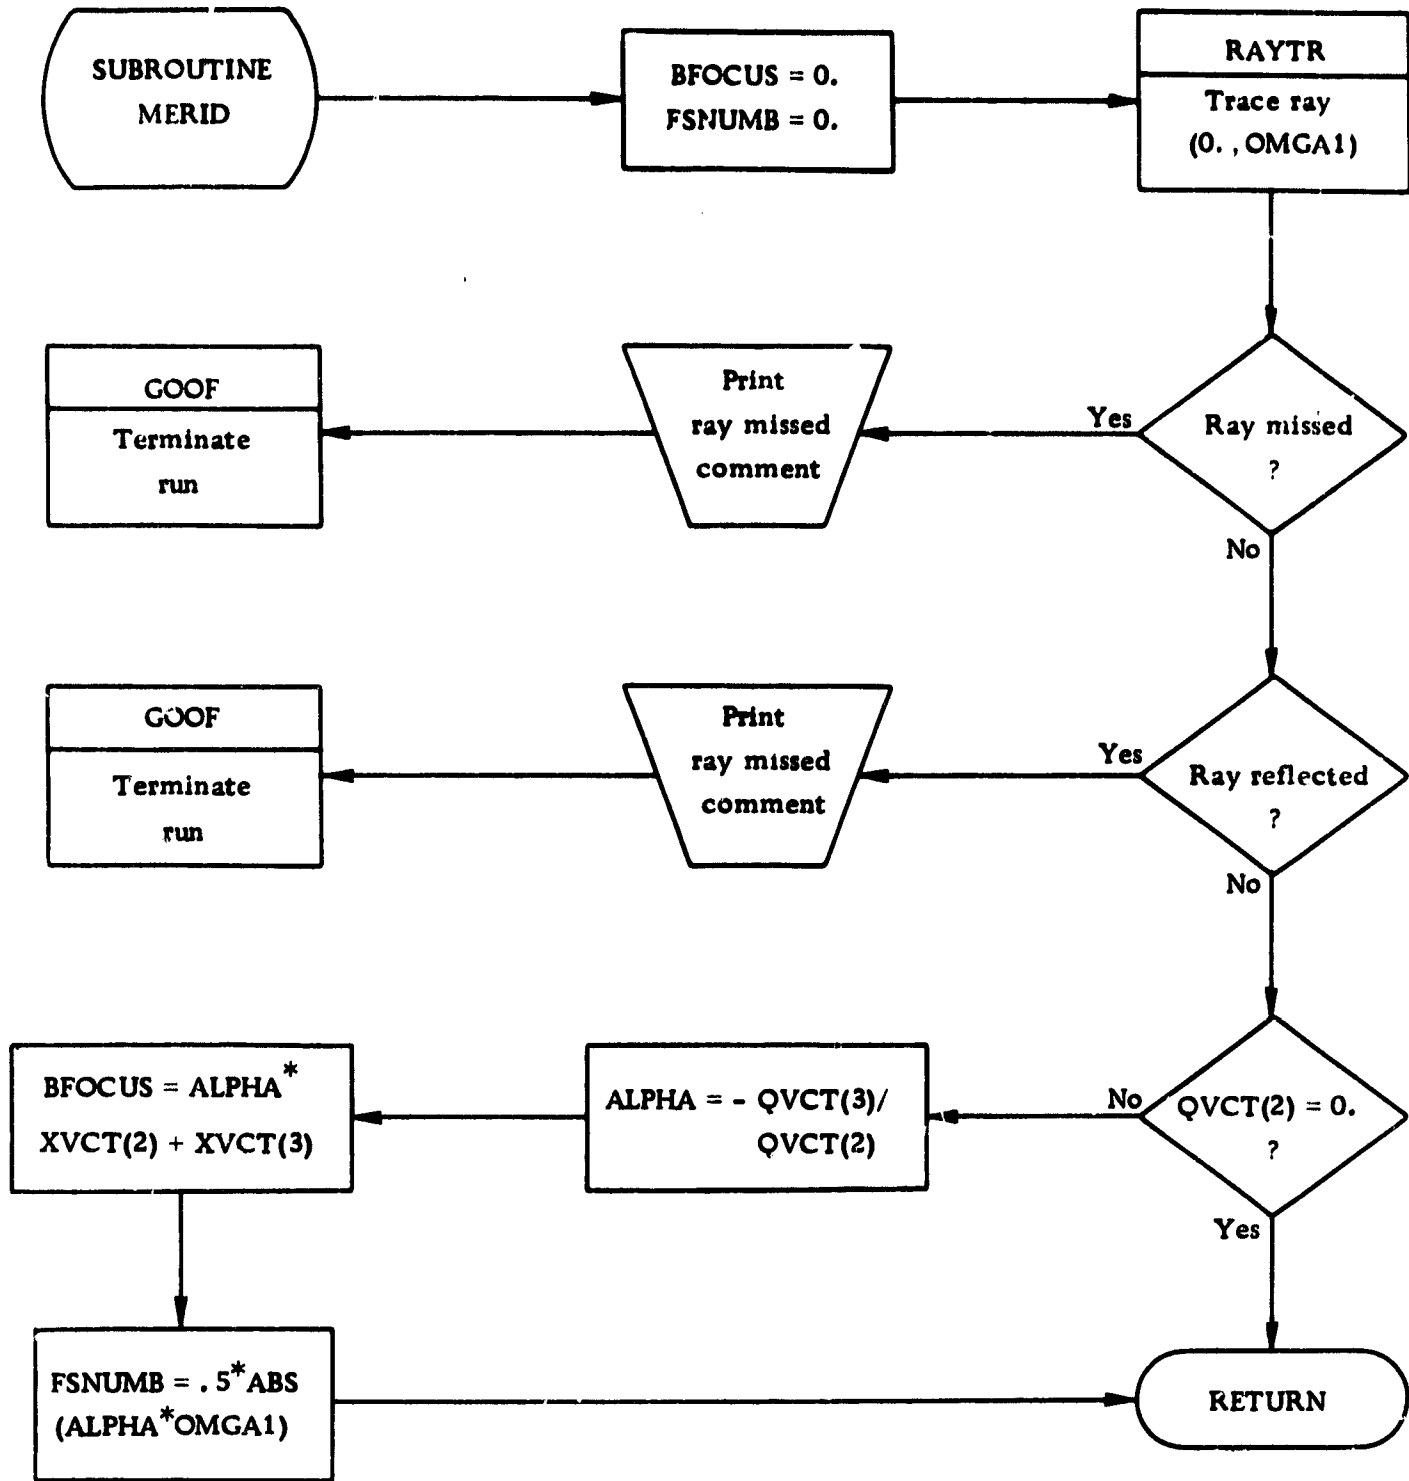 SUBROUTINE
MERID
BFOCUS = 0.
FSNUMB = 0.
RAYTR
Trace ray
(0. , OMGA1)
GOOF
Terminate
run
Print
ray missed
comment
Yes
Ray missed
?
No
GOOF
Terminate
run
Print
ray missed
comment
Yes
Ray reflected
?
No
BFOCUS = ALPHA*
XVCT(2) + XVCT(3)
ALPHA = - QVCT(3)/
QVCT(2)
No
QVCT(2) = 0.
?
Yes
FSNUMB = . 5*ABS
(ALPHA*OMGA1)
RETURN